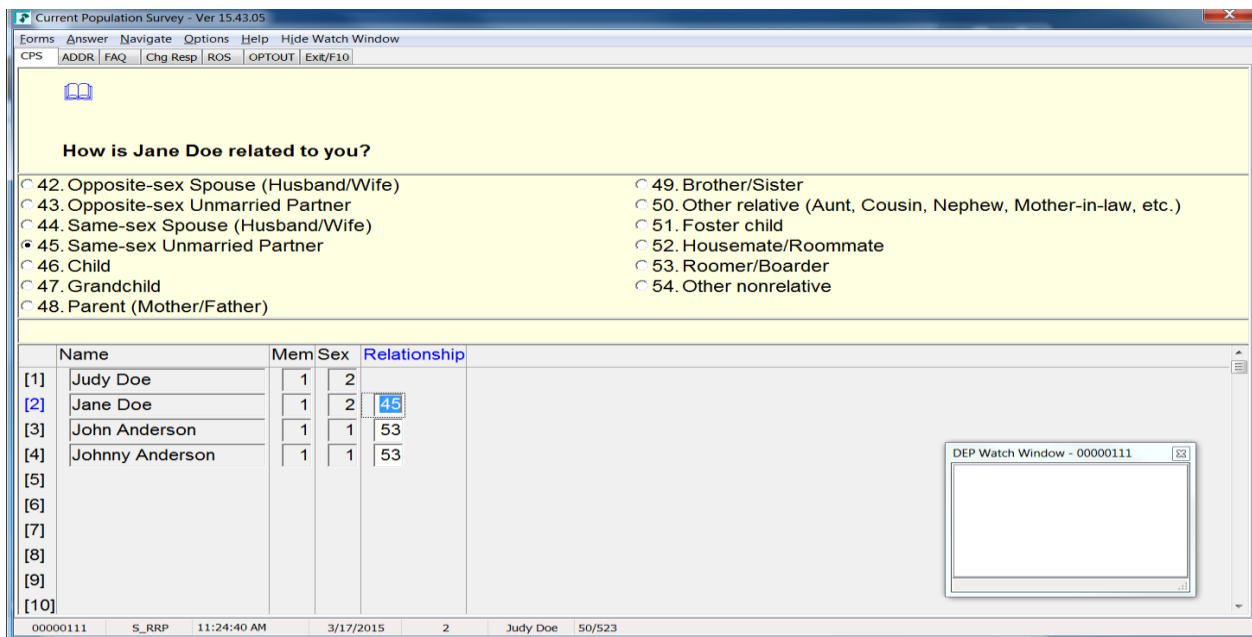 Current Population Survey - Ver 15.43.05
Forms Answer Navigate Options Help Hide Watch Window
CPS ADDR FAQ Chg Resp ROS OPTOUT Exit/F10
How is Jane Doe related to you?
42. Opposite-sex Spouse (Husband/Wife) 49. Brother/Sister
43. Opposite-sex Unmarried Partner 50. Other relative (Aunt, Cousin, Nephew, Mother-in-law, etc.)
44. Same-sex Spouse (Husband/Wife) 51. Foster child
45. Same-sex Unmarried Partner 52. Housemate/Roommate
46. Child 53. Roomer/Boarder
47. Grandchild 54. Other nonrelative
48. Parent (Mother/Father)
Name Mem Sex Relationship
[1] Judy Doe 1 2
[2] Jane Doe 1 2 45
[3] John Anderson 1 1 53
[4] Johnny Anderson 1 1 53
DEP Watch Window - 00000111
[5]
[6]
[7]
[8]
[9]
[10]
00000111 S_RRP 11:24:40 AM 3/17/2015 2 Judy Doe 50/523